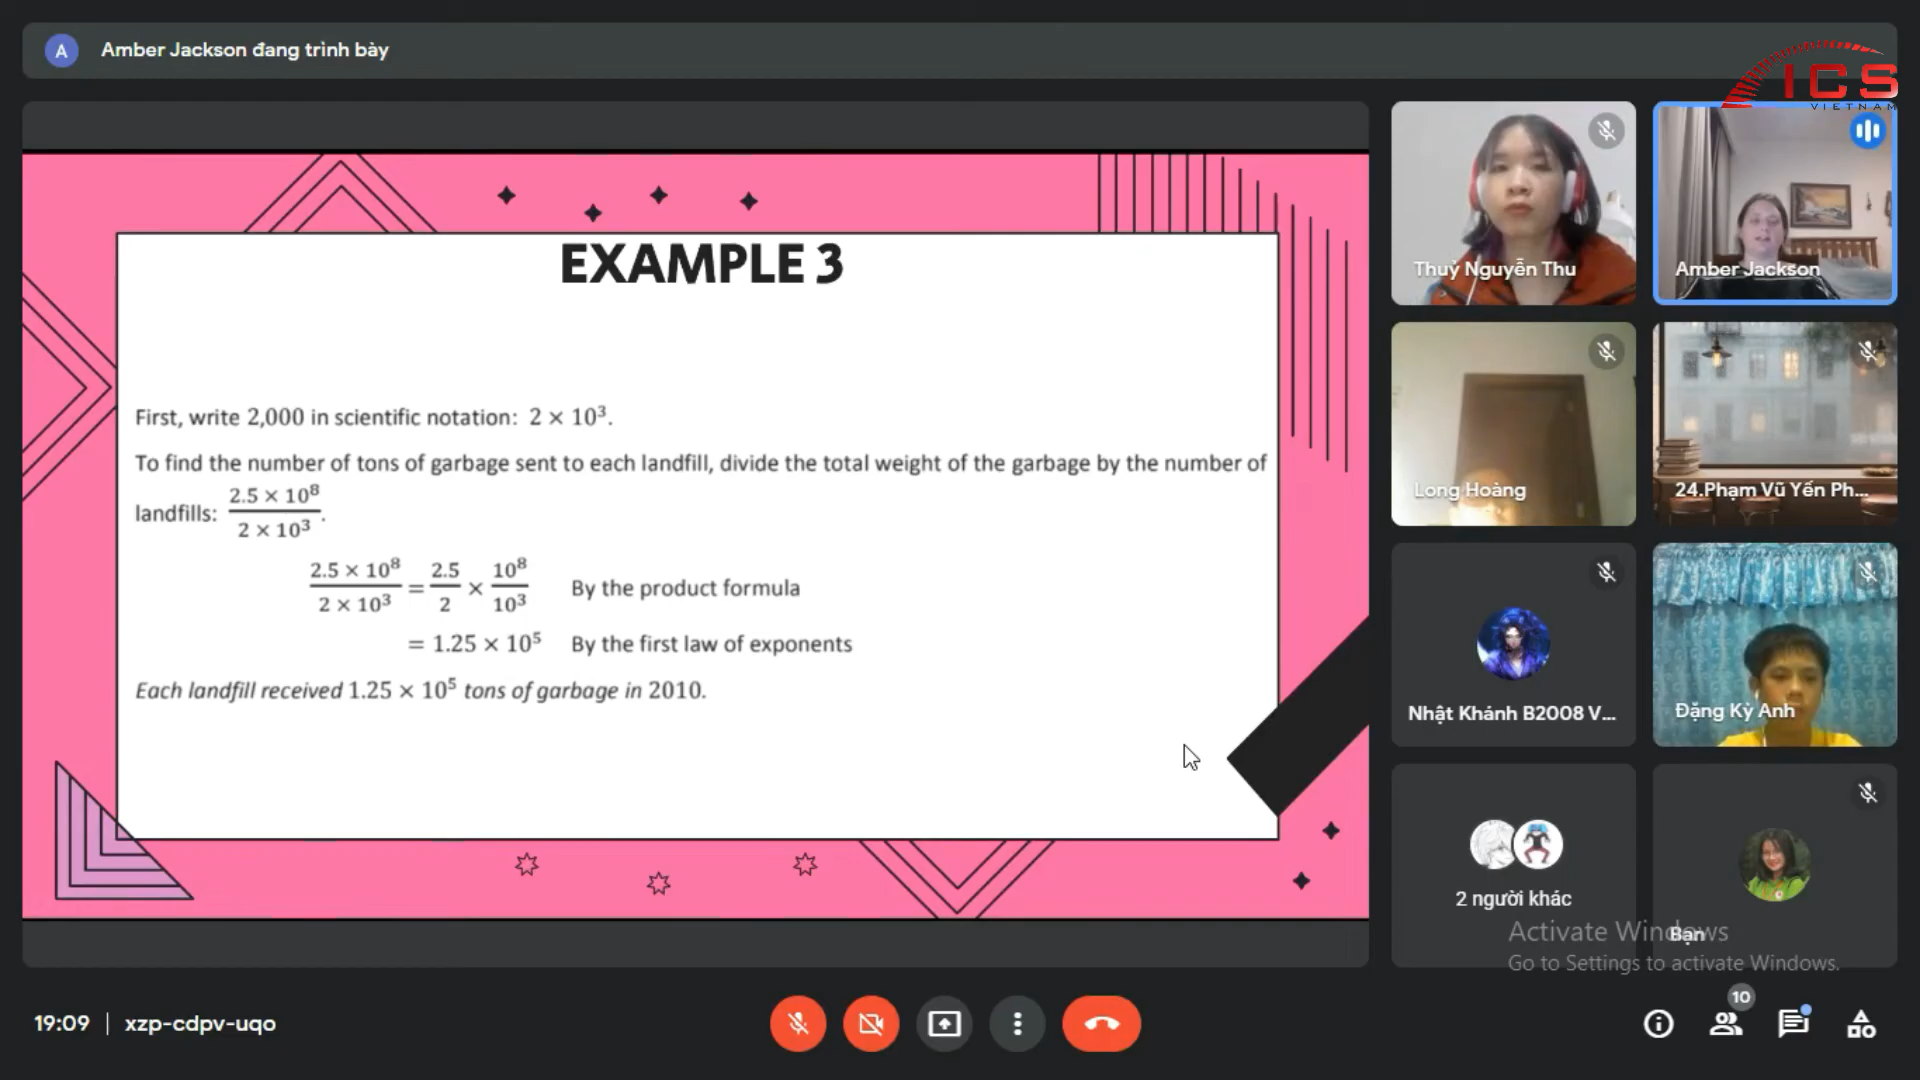 A Amber Jackson đang trình bày
ICS
VIETNAM
EXAMPLE 3
First, write 2,000 in scientific notation: 2 × 10³.
To find the number of tons of garbage sent to each landfill, divide the total weight of the garbage by the number of
landfills: (2.5 × 10⁸)/(2 × 10³).
(2.5 × 10⁸)/(2 × 10³) = 2.5/2 × 10⁸/10³ By the product formula
= 1.25 × 10⁵ By the first law of exponents
Each landfill received 1.25 × 10⁵ tons of garbage in 2010.
Thuỷ Nguyễn Thu
Amber Jackson
Long Hoàng
24.Phạm Vũ Yến Ph...
Nhật Khánh B2008 V...
Đặng Kỳ Anh
2 người khác
Bạn
Activate Windows
Go to Settings to activate Windows.
19:09 | xzp-cdpv-uqo
10